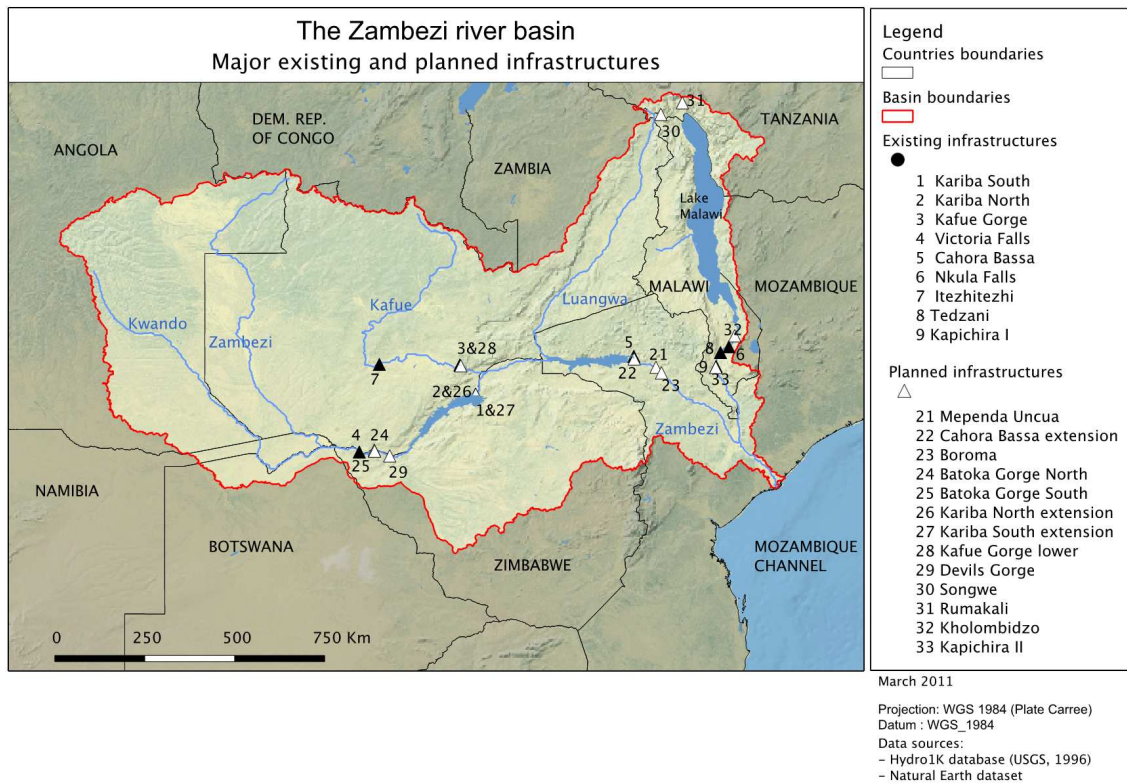 The Zambezi river basin
Major existing and planned infrastructures
DEM. REP.
OF CONGO
ANGOLA
ZAMBIA
TANZANIA
31
30
Lake
Malawi
Kafue
Luangwa
MALAWI
MOZAMBIQUE
Kwando
Zambezi
32
8
6
9
33
5
21
22
23
3&28
7
2&26
1&27
4
24
25
29
Zambezi
NAMIBIA
BOTSWANA
ZIMBABWE
MOZAMBIQUE
CHANNEL
0 250 500 750 Km
Legend
Countries boundaries
Basin boundaries
Existing infrastructures
1 Kariba South
2 Kariba North
3 Kafue Gorge
4 Victoria Falls
5 Cahora Bassa
6 Nkula Falls
7 Itezhitezhi
8 Tedzani
9 Kapichira I
Planned infrastructures
21 Mependa Uncua
22 Cahora Bassa extension
23 Boroma
24 Batoka Gorge North
25 Batoka Gorge South
26 Kariba North extension
27 Kariba South extension
28 Kafue Gorge lower
29 Devils Gorge
30 Songwe
31 Rumakali
32 Kholombidzo
33 Kapichira II
March 2011
Projection: WGS 1984 (Plate Carree)
Datum : WGS_1984
Data sources:
– Hydro1K database (USGS, 1996)
– Natural Earth dataset